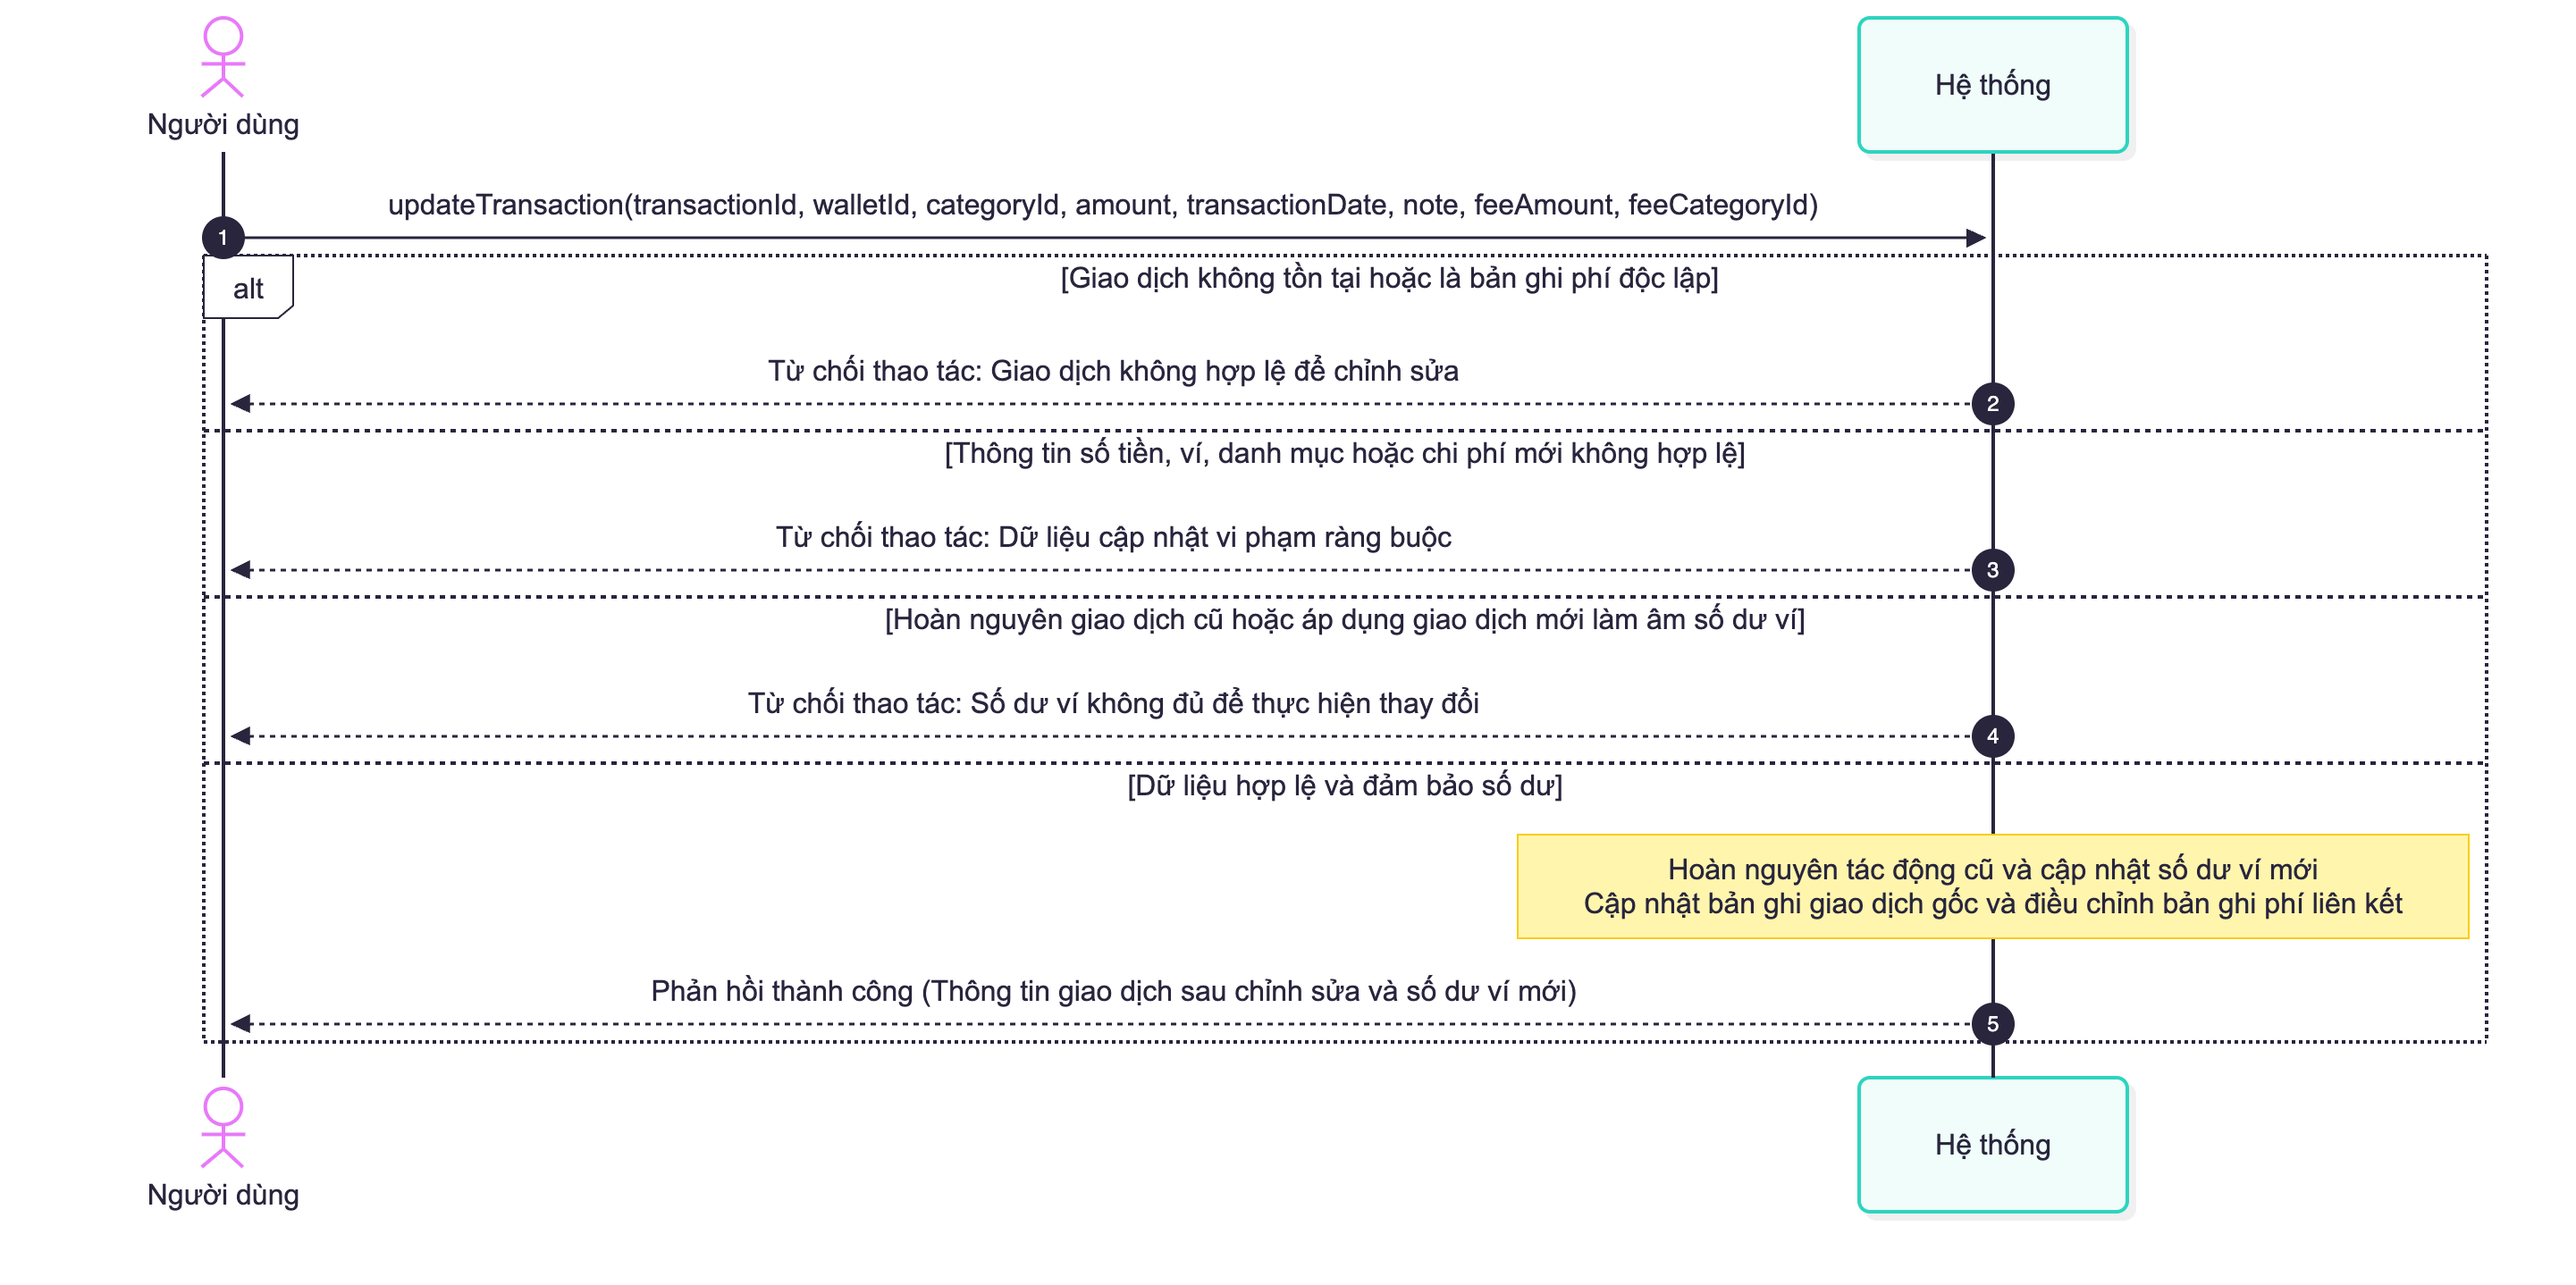 Người dùng
Hệ thống
updateTransaction(transactionId, walletId, categoryId, amount, transactionDate, note, feeAmount, feeCategoryId)
1
alt
[Giao dịch không tồn tại hoặc là bản ghi phí độc lập]
Từ chối thao tác: Giao dịch không hợp lệ để chỉnh sửa
2
[Thông tin số tiền, ví, danh mục hoặc chi phí mới không hợp lệ]
Từ chối thao tác: Dữ liệu cập nhật vi phạm ràng buộc
3
[Hoàn nguyên giao dịch cũ hoặc áp dụng giao dịch mới làm âm số dư ví]
Từ chối thao tác: Số dư ví không đủ để thực hiện thay đổi
4
[Dữ liệu hợp lệ và đảm bảo số dư]
Hoàn nguyên tác động cũ và cập nhật số dư ví mới
Cập nhật bản ghi giao dịch gốc và điều chỉnh bản ghi phí liên kết
Phản hồi thành công (Thông tin giao dịch sau chỉnh sửa và số dư ví mới)
5
Người dùng
Hệ thống